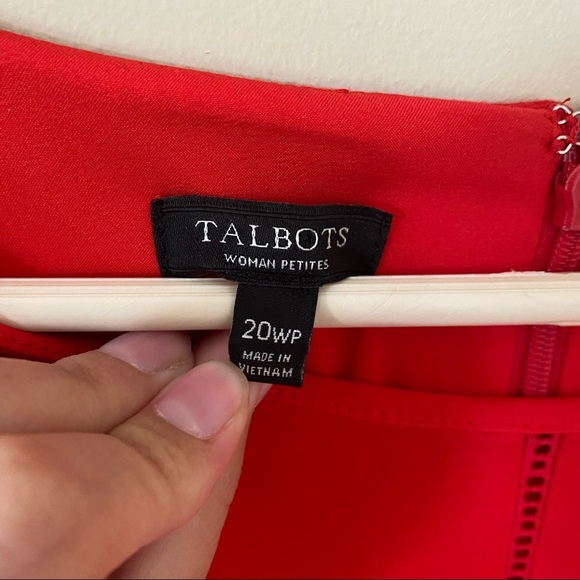 TALBOTS
WOMAN PETITES
20WP
MADE IN
VIETNAM